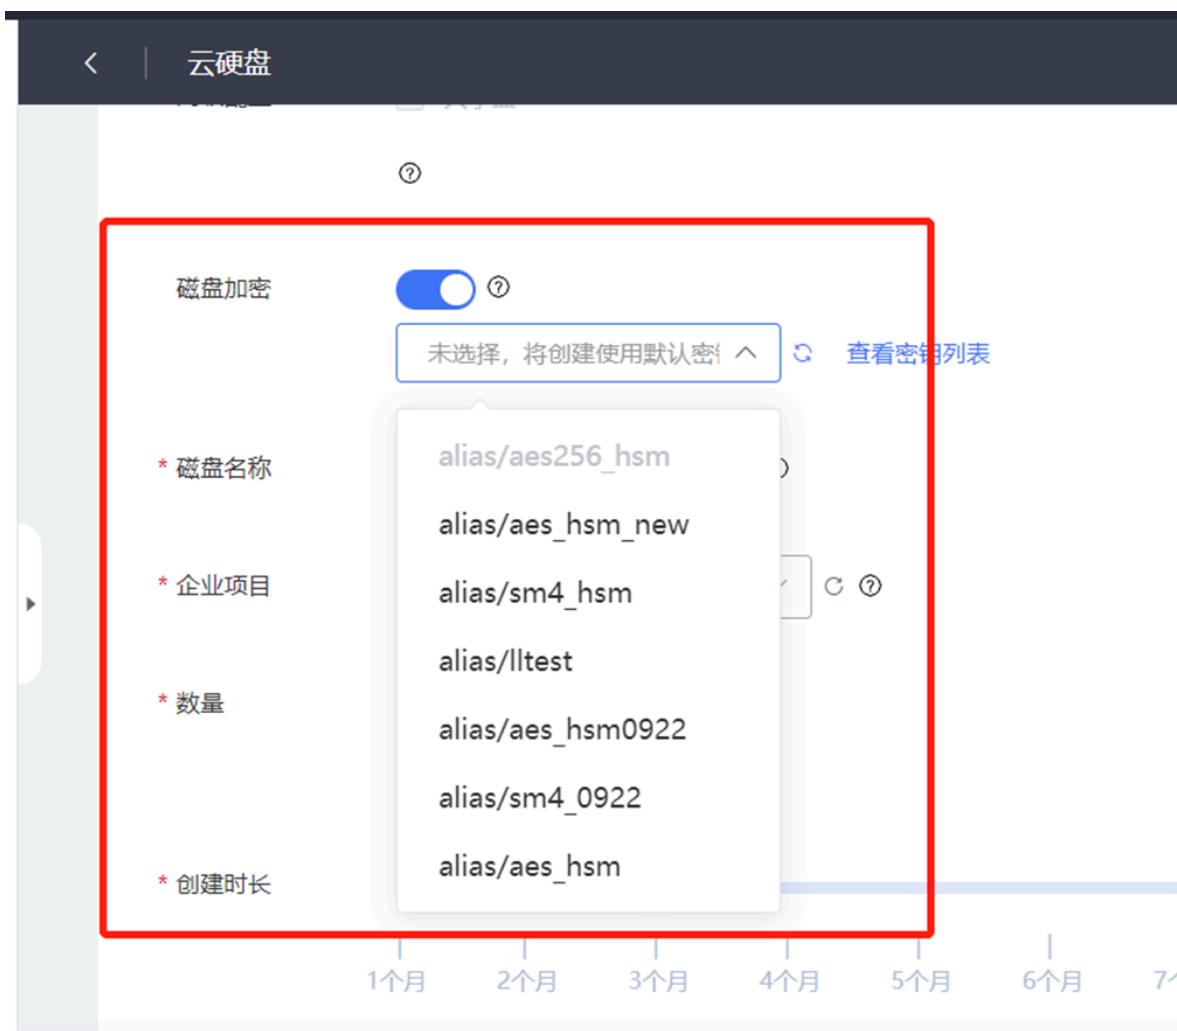 云硬盘
磁盘加密
未选择，将创建使用默认密
查看密钥列表
alias/aes256_hsm
* 磁盘名称
alias/aes_hsm_new
* 企业项目
alias/sm4_hsm
alias/lltest
* 数量
alias/aes_hsm0922
alias/sm4_0922
alias/aes_hsm
* 创建时长
1个月 2个月 3个月 4个月 5个月 6个月 7